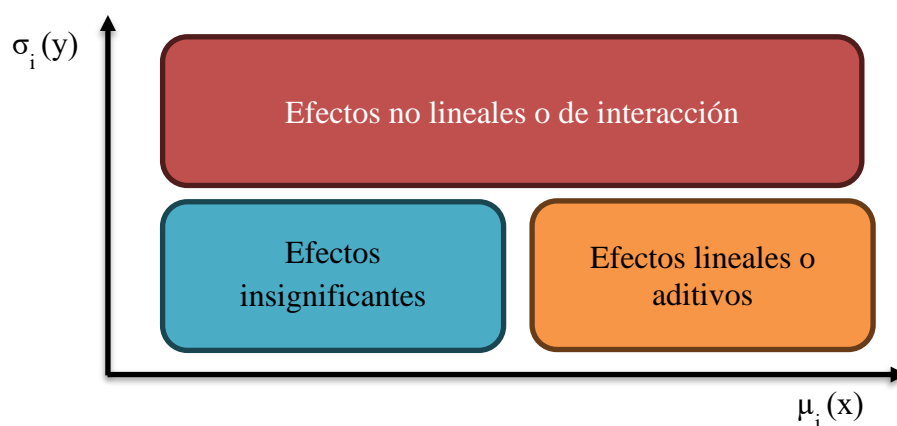 σi (y)
Efectos no lineales o de interacción
Efectos
insignificantes
Efectos lineales o
aditivos
μi (x)